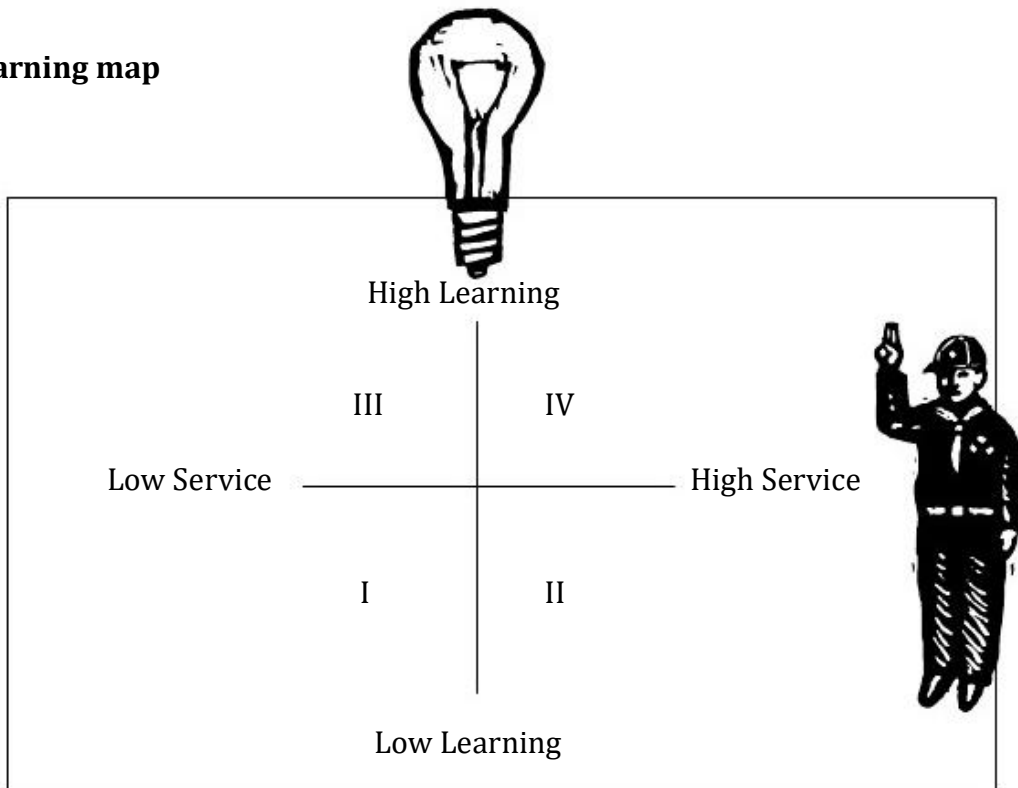 arning map
High Learning
III IV
Low Service High Service
I II
Low Learning